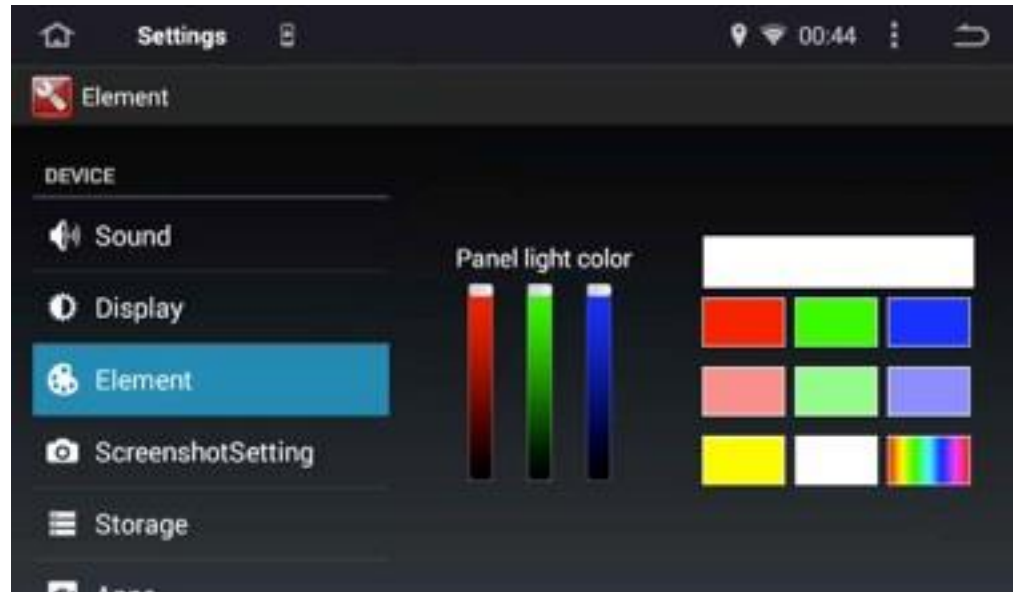 Settings
00:44
Element
DEVICE
Sound
Panel light color
Display
Element
ScreenshotSetting
Storage